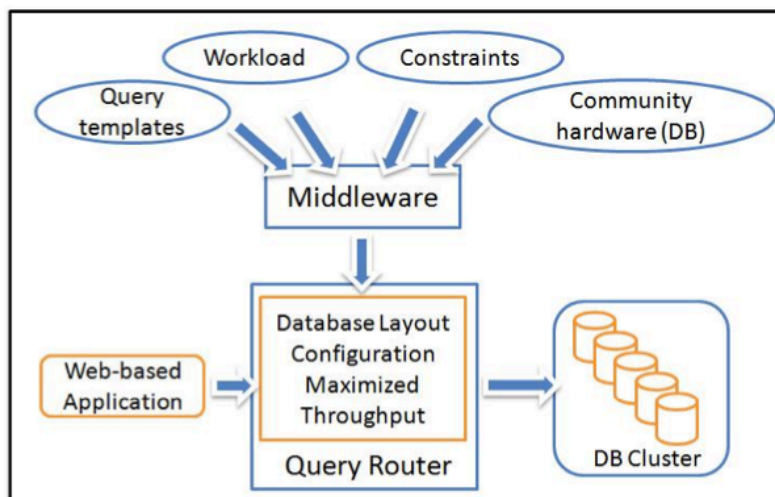 Workload
Constraints
Query
templates
Community
hardware (DB)
Middleware
Database Layout
Configuration
Maximized
Throughput
Web-based
Application
Query Router
DB Cluster